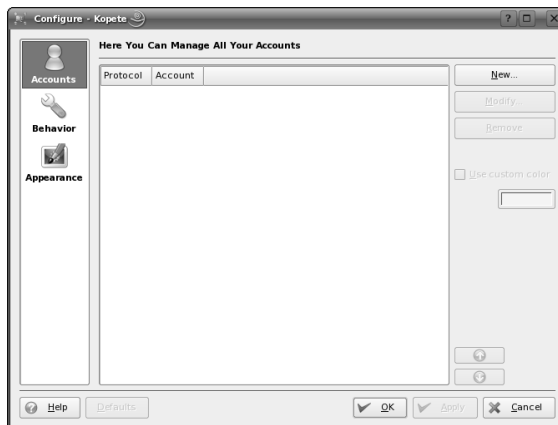 Configure - Kopete
Here You Can Manage All Your Accounts
Accounts
Behavior
Appearance
Protocol Account
New...
Modify...
Remove
Use custom color
Help Defaults OK Apply Cancel